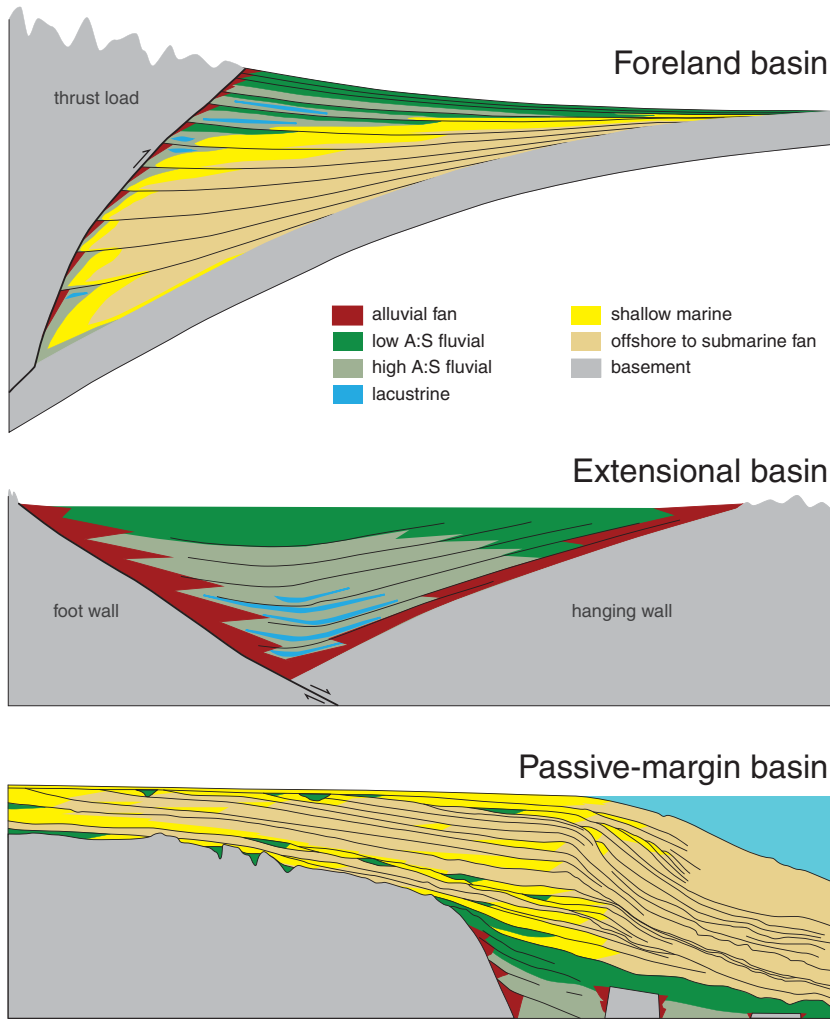 Foreland basin
thrust load
alluvial fan
low A:S fluvial
high A:S fluvial
lacustrine
shallow marine
offshore to submarine fan
basement
Extensional basin
foot wall
hanging wall
Passive-margin basin